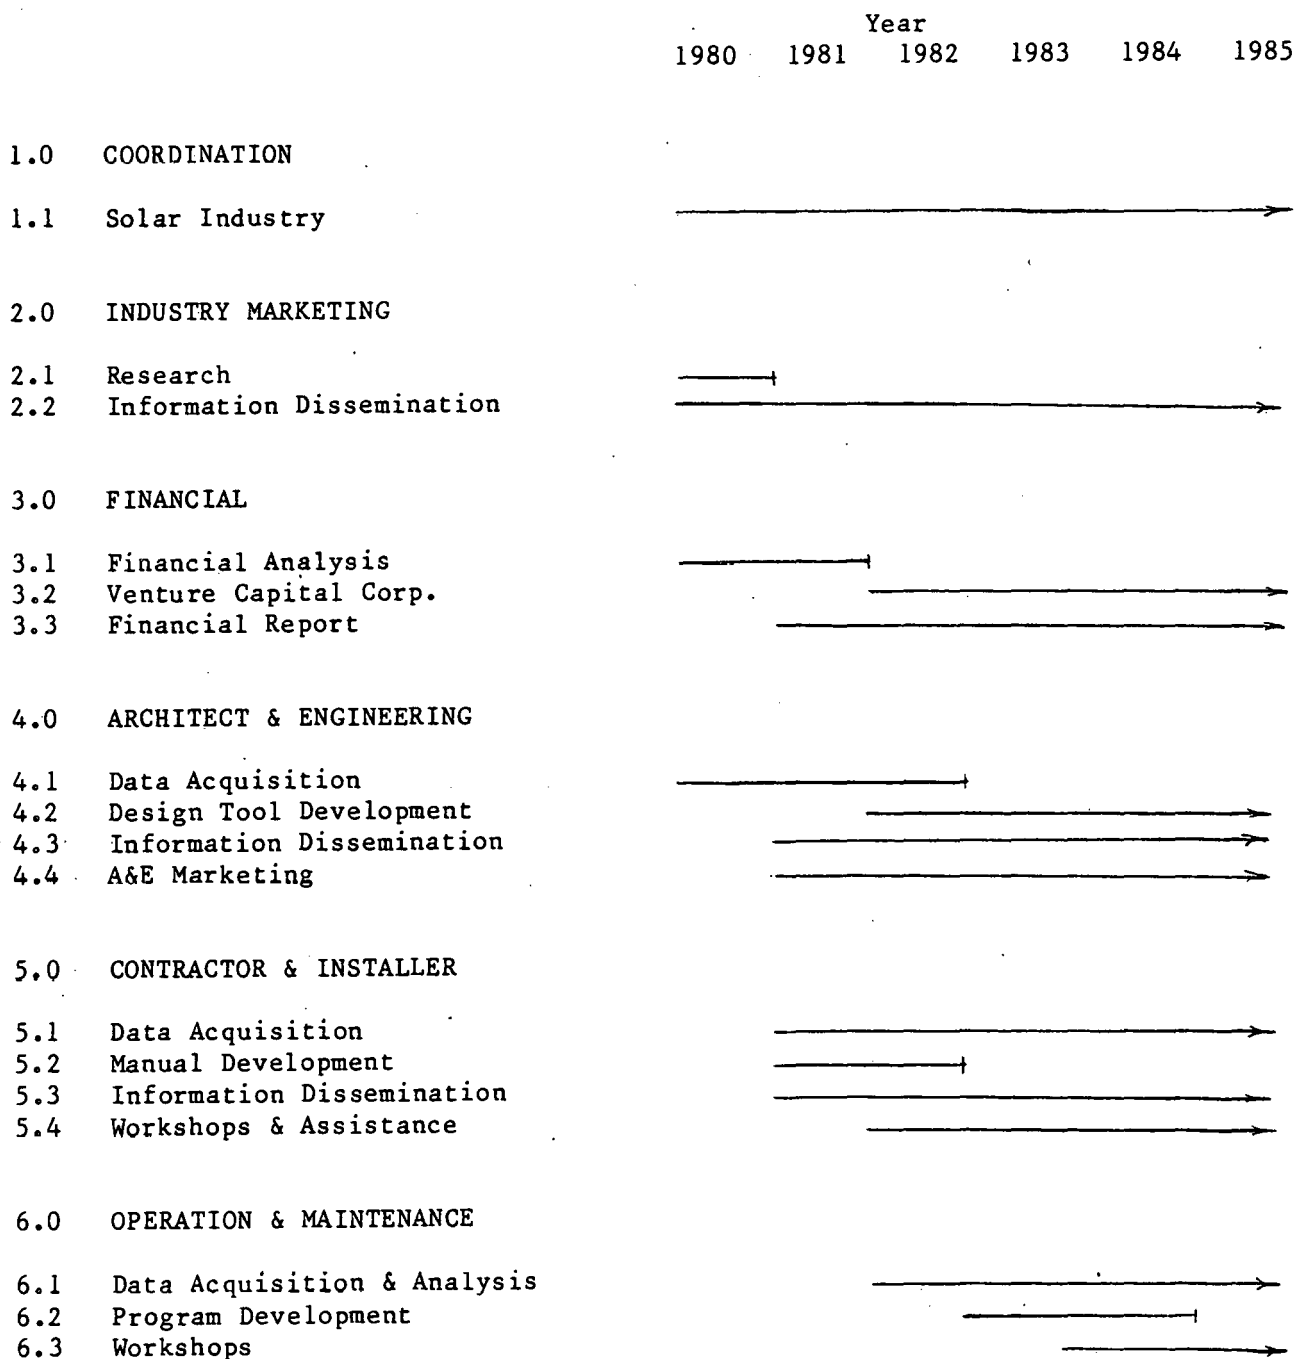 Year
1980 1981 1982 1983 1984 1985
1.0 COORDINATION
1.1 Solar Industry
2.0 INDUSTRY MARKETING
2.1 Research
2.2 Information Dissemination
3.0 FINANCIAL
3.1 Financial Analysis
3.2 Venture Capital Corp.
3.3 Financial Report
4.0 ARCHITECT & ENGINEERING
4.1 Data Acquisition
4.2 Design Tool Development
4.3 Information Dissemination
4.4 A&E Marketing
5.0 CONTRACTOR & INSTALLER
5.1 Data Acquisition
5.2 Manual Development
5.3 Information Dissemination
5.4 Workshops & Assistance
6.0 OPERATION & MAINTENANCE
6.1 Data Acquisition & Analysis
6.2 Program Development
6.3 Workshops